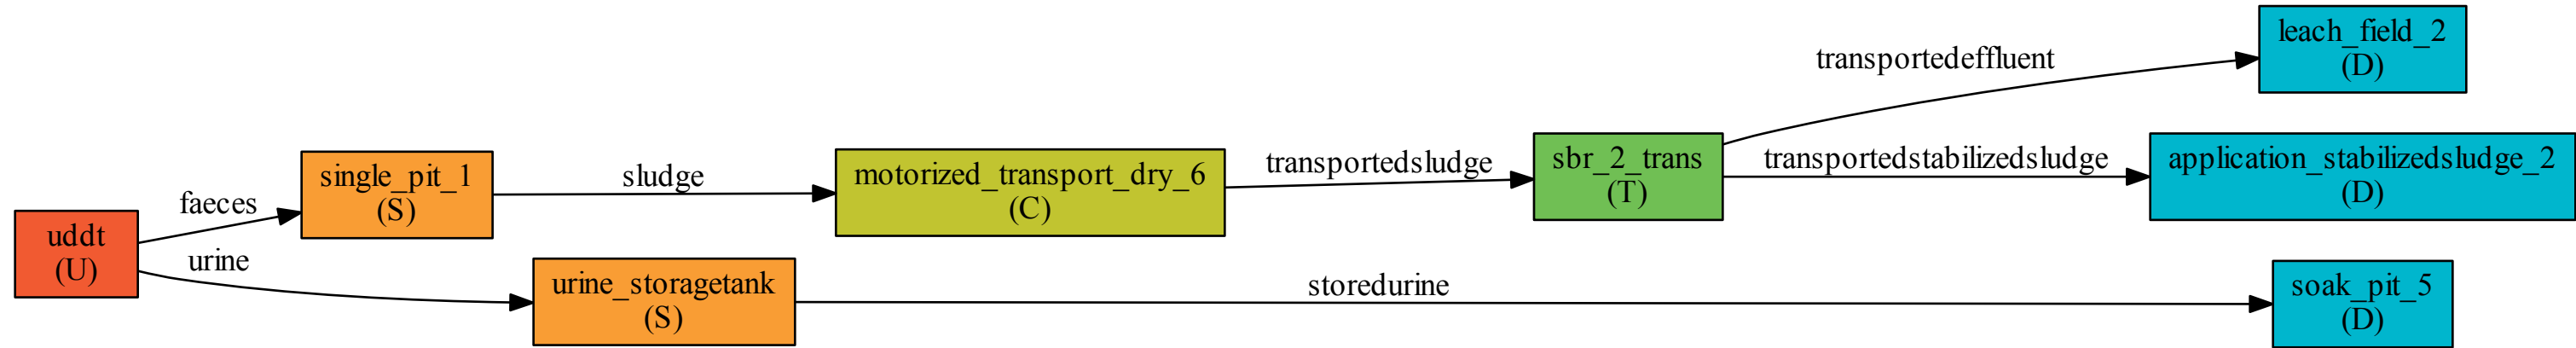 uddt
(U)
faeces
urine
single_pit_1
(S)
urine_storagetank
(S)
sludge
storedurine
motorized_transport_dry_6
(C)
transportedsludge
sbr_2_trans
(T)
transportedeffluent
transportedstabilizedsludge
leach_field_2
(D)
application_stabilizedsludge_2
(D)
soak_pit_5
(D)